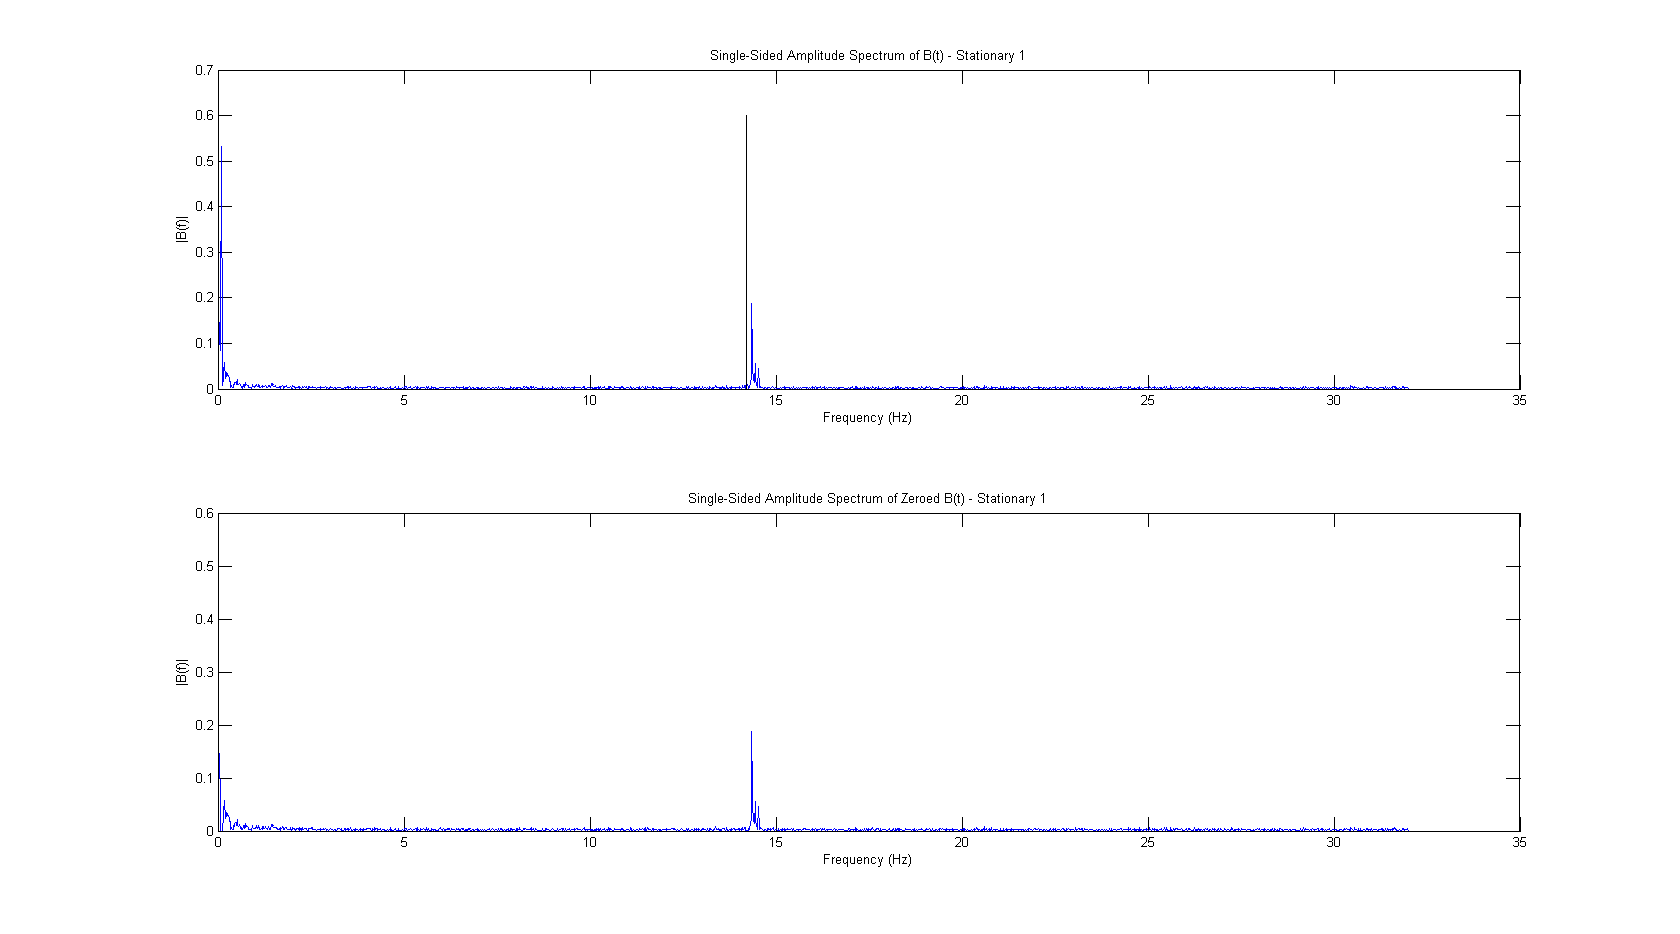 Single-Sided Amplitude Spectrum of B(t) - Stationary 1
0.7
0.6
0.5
0.4
0.3
0.2
0.1
0
|B(f)|
0 5 10 15 20 25 30 35
Frequency (Hz)
Single-Sided Amplitude Spectrum of Zeroed B(t) - Stationary 1
0.6
0.5
0.4
0.3
0.2
0.1
0
|B(f)|
0 5 10 15 20 25 30 35
Frequency (Hz)